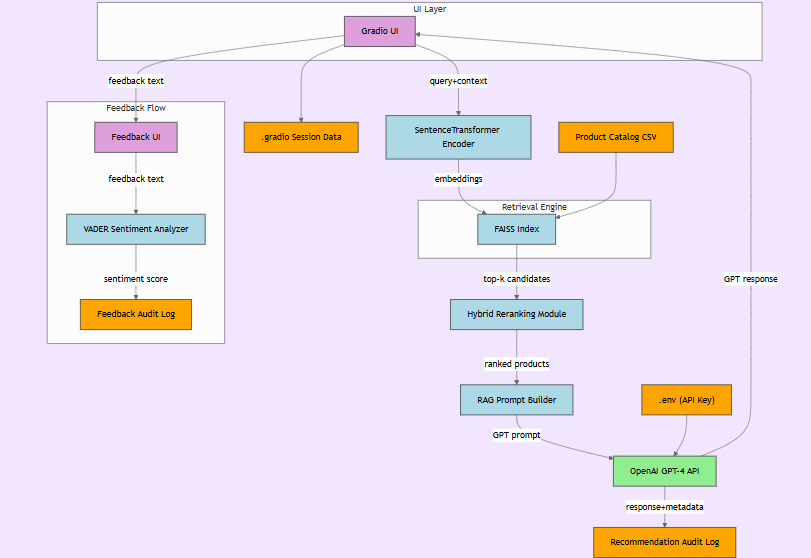 UI Layer
Gradio UI
feedback text
query+context
Feedback Flow
Feedback UI
.gradio Session Data
SentenceTransformer
Encoder
Product Catalog CSV
feedback text
embeddings
Retrieval Engine
VADER Sentiment Analyzer
FAISS Index
sentiment score
top-k candidates
GPT response
Feedback Audit Log
Hybrid Reranking Module
ranked products
RAG Prompt Builder
.env (API Key)
GPT prompt
OpenAI GPT-4 API
response+metadata
Recommendation Audit Log